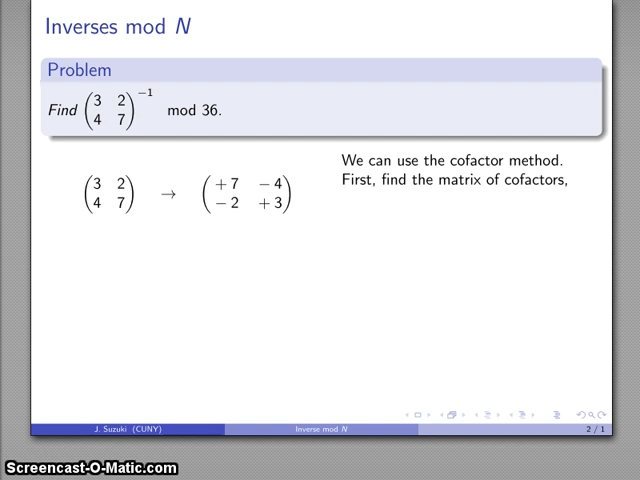 Inverses mod N
Problem
Find (3 2 −1
4 7) mod 36.
We can use the cofactor method.
First, find the matrix of cofactors,
(3 2
4 7) → (+7 −4
−2 +3)
J. Suzuki (CUNY) Inverse mod N 2 / 1
Screencast-O-Matic.com